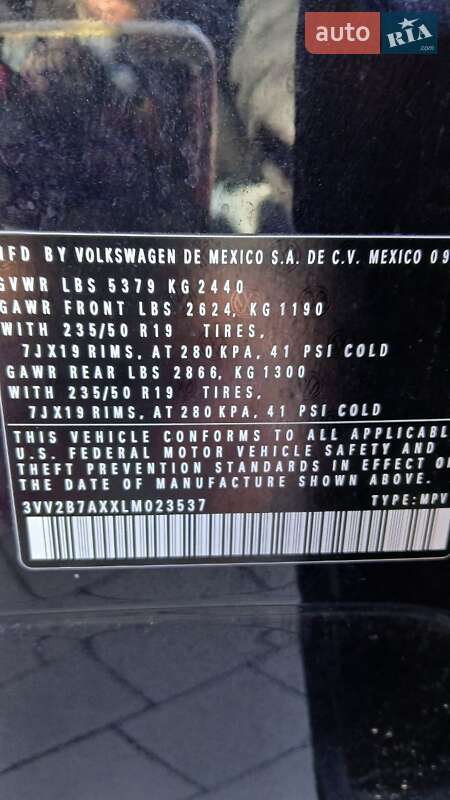 auto RIA
.com
MFD BY VOLKSWAGEN DE MEXICO S.A. DE C.V. MEXICO 09
GVWR LBS 5379 KG 2440
GAWR FRONT LBS 2624, KG 1190
WITH 235/50 R19 TIRES,
7JX19 RIMS, AT 280 KPA, 41 PSI COLD
GAWR REAR LBS 2866, KG 1300
WITH 235/50 R19 TIRES,
7JX19 RIMS, AT 280 KPA, 41 PSI COLD
THIS VEHICLE CONFORMS TO ALL APPLICABL
U.S. FEDERAL MOTOR VEHICLE SAFETY AND
THEFT PREVENTION STANDARDS IN EFFECT O
THE DATE OF MANUFACTURE SHOWN ABOVE.
3VV2B7AXXLM023537 TYPE: MPV